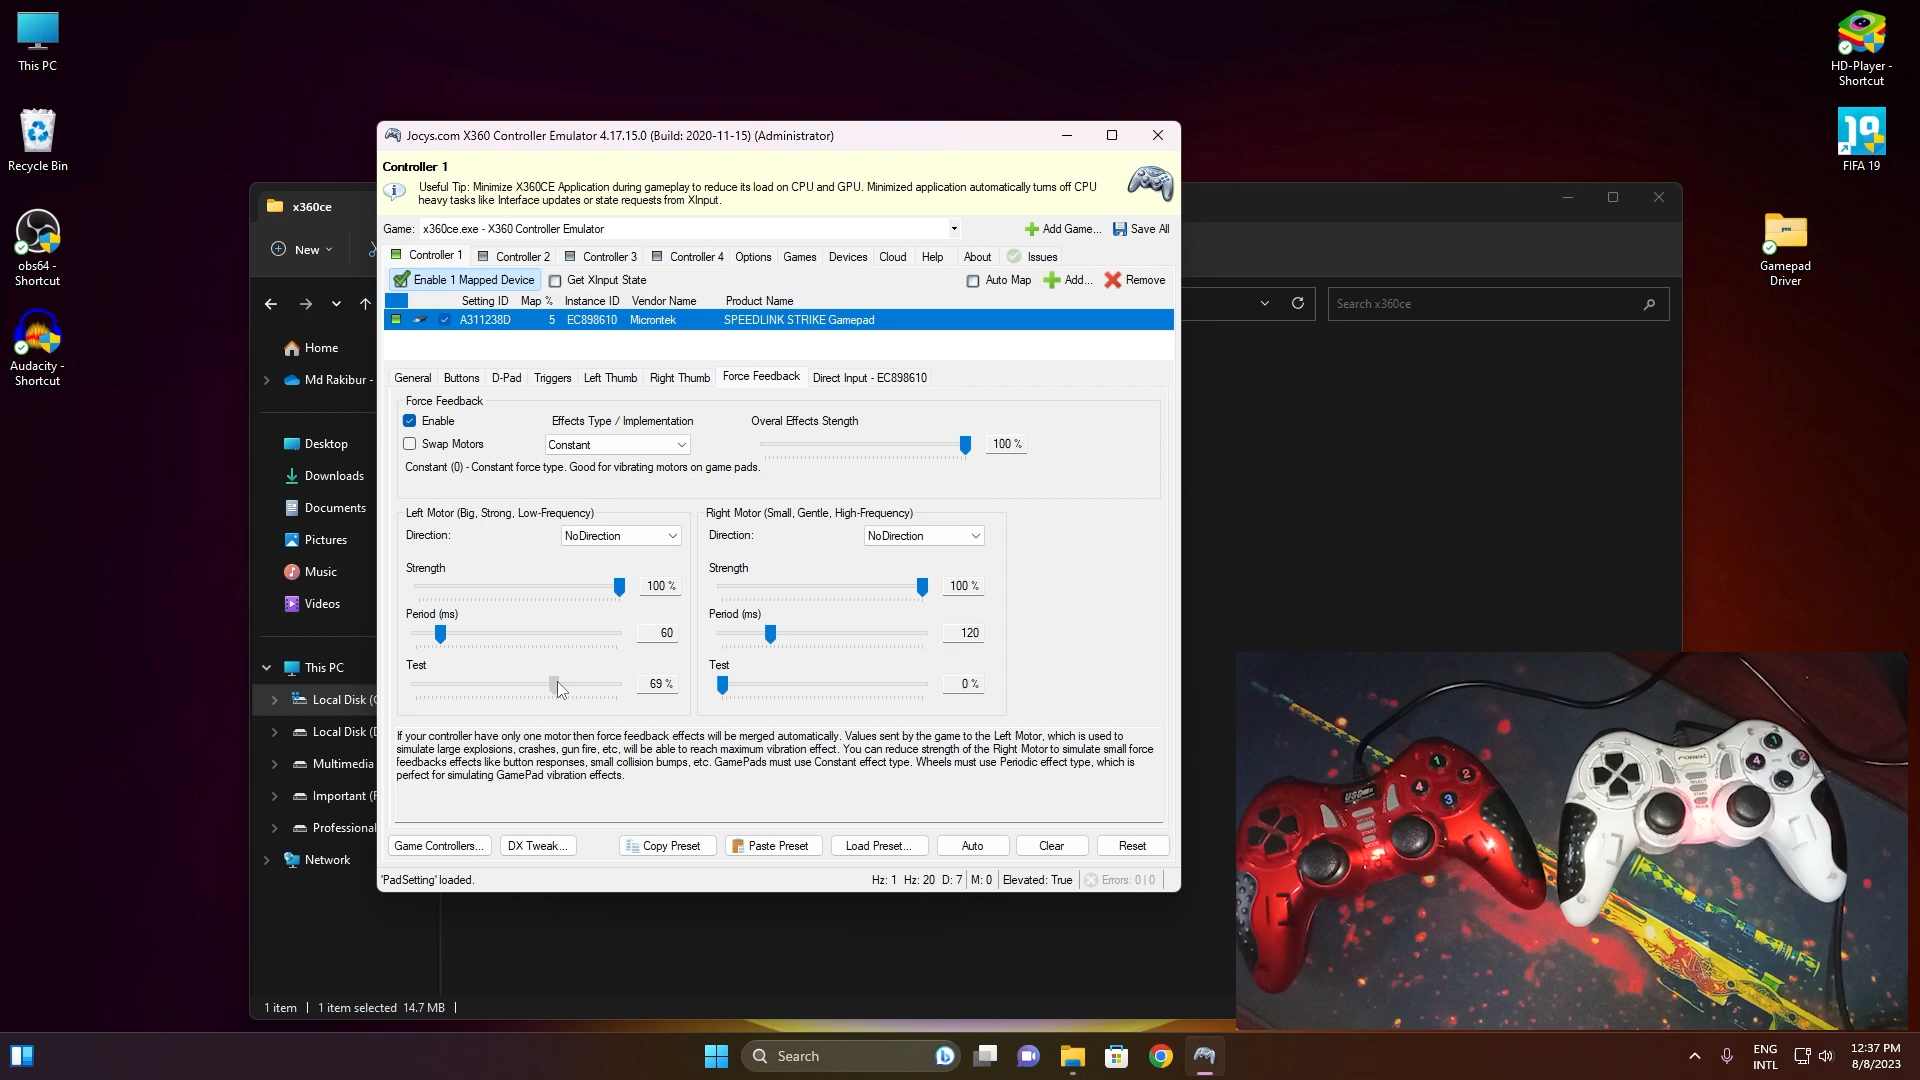 This PC
Recycle Bin
obs64 -
Shortcut
Audacity -
Shortcut
HD-Player -
Shortcut
FIFA 19
Gamepad
Driver
x360ce
New
Search x360ce
Home
Md Rakibur -
Desktop
Downloads
Documents
Pictures
Music
Videos
This PC
Local Disk (
Local Disk (
Multimedia
Important (
Professional
Network
1 item
1 item selected 14.7 MB
Jocys.com X360 Controller Emulator 4.17.15.0 (Build: 2020-11-15) (Administrator)
Controller 1
Useful Tip: Minimize X360CE Application during gameplay to reduce its load on CPU and GPU. Minimized application automatically turns off CPU
heavy tasks like Interface updates or state requests from XInput.
Game: x360ce.exe - X360 Controller Emulator
Add Game... Save All
Controller 1 Controller 2 Controller 3 Controller 4 Options Games Devices Cloud Help About Issues
Enable 1 Mapped Device Get XInput State Auto Map Add... Remove
Setting ID Map % Instance ID Vendor Name Product Name
A311238D 5 EC898610 Microntek SPEEDLINK STRIKE Gamepad
General Buttons D-Pad Triggers Left Thumb Right Thumb Force Feedback Direct Input - EC898610
Force Feedback
Enable Effects Type / Implementation Overal Effects Stength
Swap Motors Constant 100 %
Constant (0) - Constant force type. Good for vibrating motors on game pads.
Left Motor (Big, Strong, Low-Frequency)
Direction: NoDirection
Strength
100 %
Period (ms)
60
Test
69 %
Right Motor (Small, Gentle, High-Frequency)
Direction: NoDirection
Strength
100 %
Period (ms)
120
Test
0 %
If your controller have only one motor then force feedback effects will be merged automatically. Values sent by the game to the Left Motor, which is used to
simulate large explosions, crashes, gun fire, etc, will be able to reach maximum vibration effect. You can reduce strength of the Right Motor to simulate small force
feedbacks effects like button responses, small collision bumps, etc. GamePads must use Constant effect type. Wheels must use Periodic effect type, which is
perfect for simulating GamePad vibration effects.
Game Controllers... DX Tweak... Copy Preset Paste Preset Load Preset... Auto Clear Reset
'PadSetting' loaded. Hz: 1 Hz: 20 D: 7 M: 0 Elevated: True Errors: 0 | 0
1
2
3
4
1
2
4
Search
ENG
INTL
12:37 PM
8/8/2023